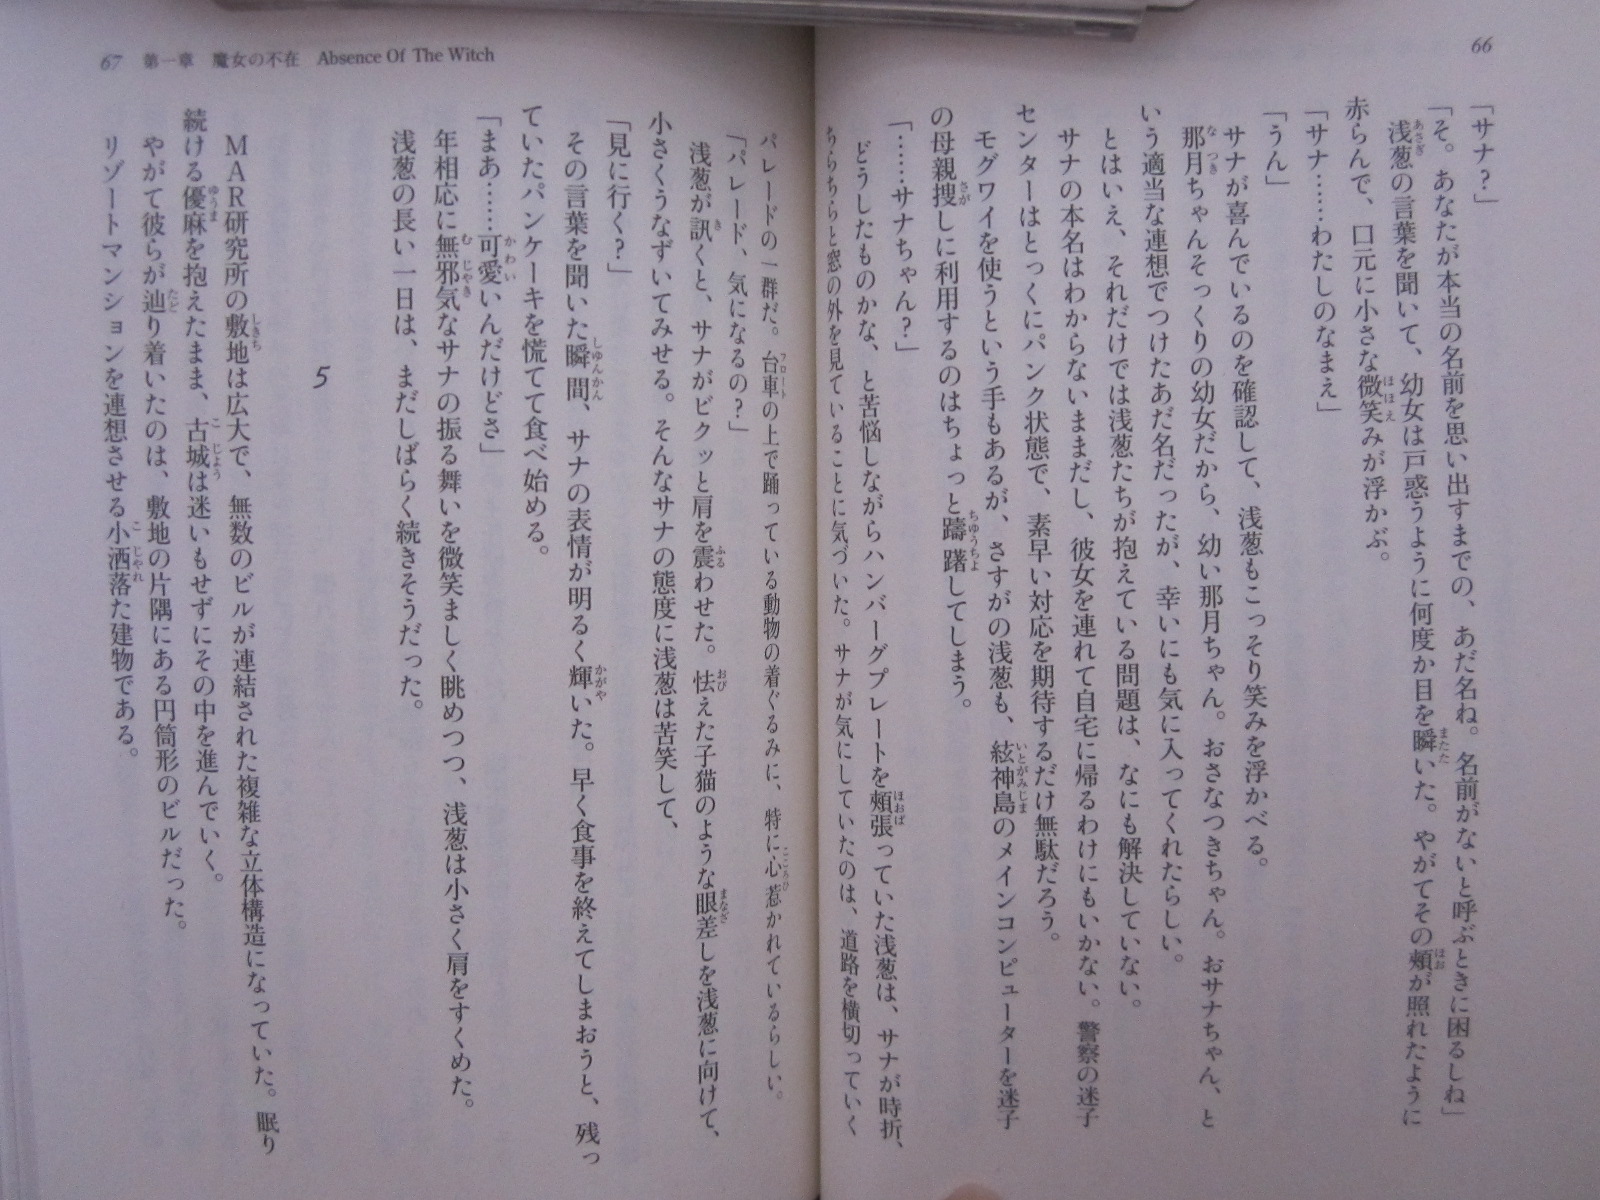 66
「サナ？」
「そ。あなたが本当の名前を思い出すまでの、あだ名ね。名前がないと呼ぶときに困るしね」
浅葱の言葉を聞いて、幼女は戸惑うように何度か目を瞬いた。やがてその頬が照れたように
赤らんで、口元に小さな微笑みが浮かぶ。
「サナ……わたしのなまえ」
「うん」
サナが喜んでいるのを確認して、浅葱もこっそり笑みを浮かべる。
那月ちゃんそっくりの幼女だから、幼い那月ちゃん。おさなつきちゃん。おサナちゃん、と
いう適当な連想でつけたあだ名だったが、幸いにも気に入ってくれたらしい。
とはいえ、それだけでは浅葱たちが抱えている問題は、なにも解決していない。
サナの本名はわからないままだし、彼女を連れて自宅に帰るわけにもいかない。警察の迷子
センターはとっくにパンク状態で、素早い対応を期待するだけ無駄だろう。
モグワイを使うという手もあるが、さすがの浅葱も、絃神島のメインコンピューターを迷子
の母親捜しに利用するのはちょっと躊躇してしまう。
「……サナちゃん？」
どうしたものかな、と苦悩しながらハンバーグプレートを頬張っていた浅葱は、サナが時折、
ちらちらと窓の外を見ていることに気づいた。サナが気にしていたのは、道路を横切っていく
67 第一章 魔女の不在 Absence Of The Witch
パレードの一群だ。台車の上で踊っている動物の着ぐるみに、特に心惹かれているらしい。
「パレード、気になるの？」
浅葱が訊くと、サナがビクッと肩を震わせた。怯えた子猫のような眼差しを浅葱に向けて、
小さくうなずいてみせる。そんなサナの態度に浅葱は苦笑して、
「見に行く？」
その言葉を聞いた瞬間、サナの表情が明るく輝いた。早く食事を終えてしまおうと、残っ
ていたパンケーキを慌てて食べ始める。
「まあ……可愛いんだけどさ」
年相応に無邪気なサナの振る舞いを微笑ましく眺めつつ、浅葱は小さく肩をすくめた。
浅葱の長い一日は、まだしばらく続きそうだった。
5
ＭＡＲ研究所の敷地は広大で、無数のビルが連結された複雑な立体構造になっていた。眠り
続ける優麻を抱えたまま、古城は迷いもせずにその中を進んでいく。
やがて彼らが辿り着いたのは、敷地の片隅にある円筒形のビルだった。
リゾートマンションを連想させる小洒落た建物である。